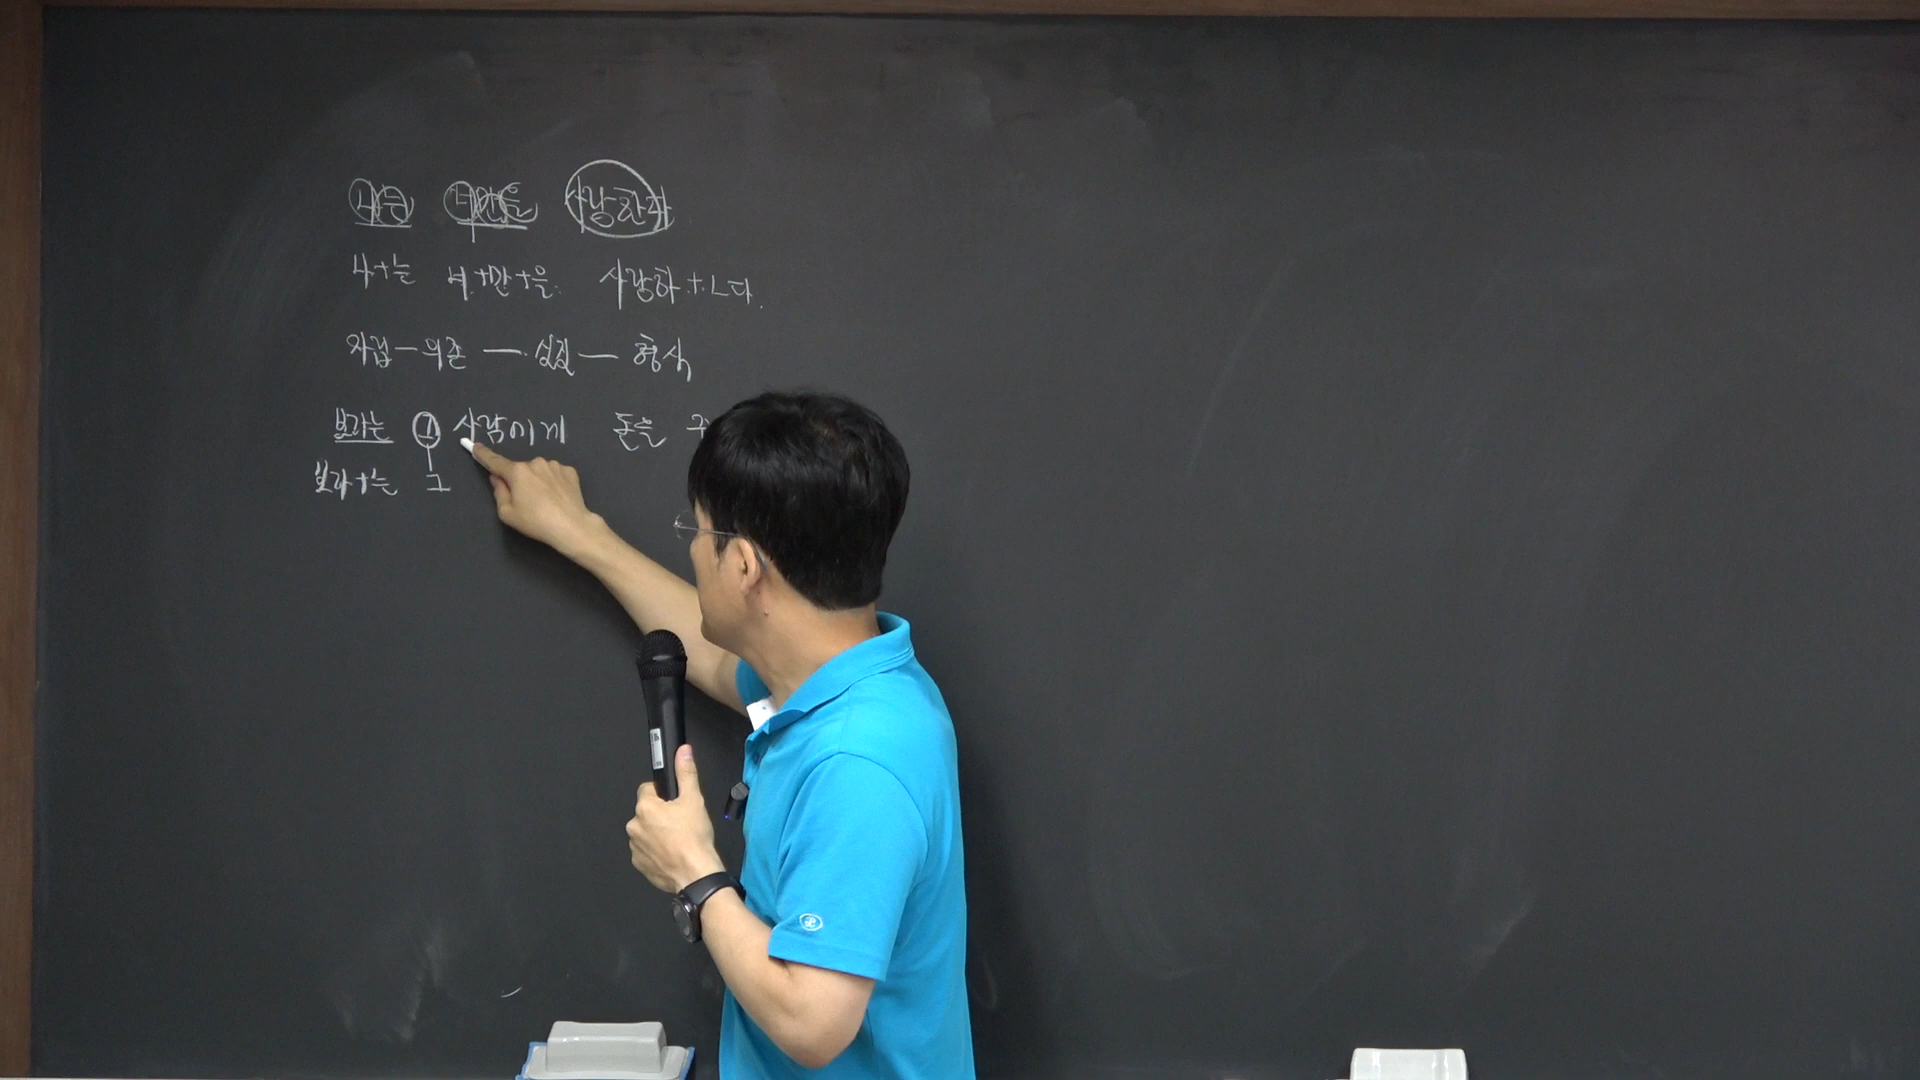 나는 너만을 사랑한다
나+는 너+만+을 사랑하+ㄴ다.
자립 - 의존 - 실질 - 형식
보라는 그 사람에게 돈을 주
보라+는 그